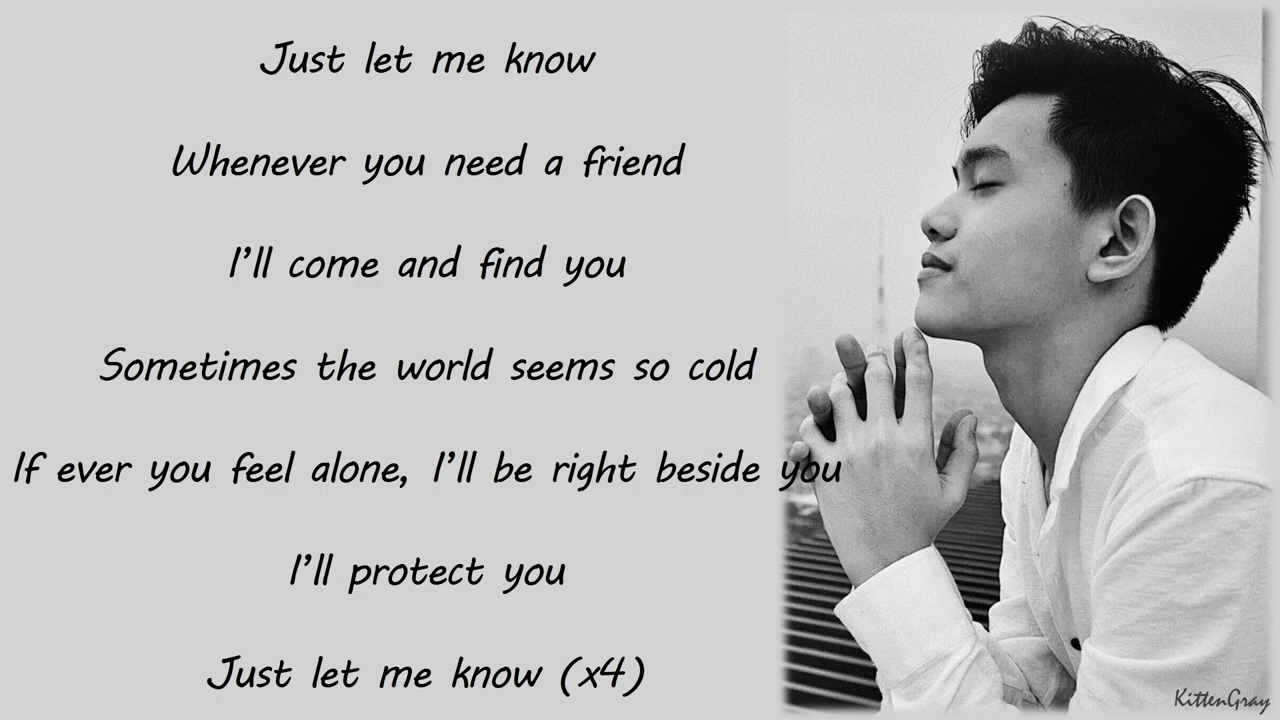 Just let me know
Whenever you need a friend
I'll come and find you
Sometimes the world seems so cold
If ever you feel alone, I'll be right beside you
I'll protect you
Just let me know (x4)
KittenGray